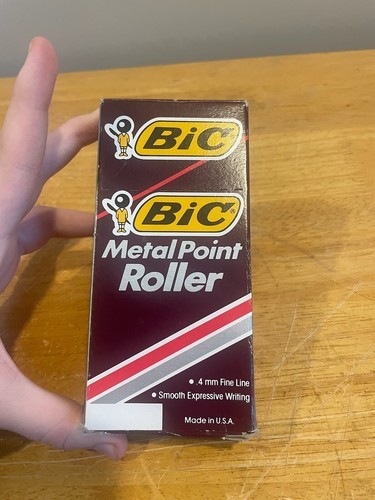 BiC
BiC®
Metal Point
Roller
• .4 mm Fine Line
• Smooth Expressive Writing
Made in U.S.A.